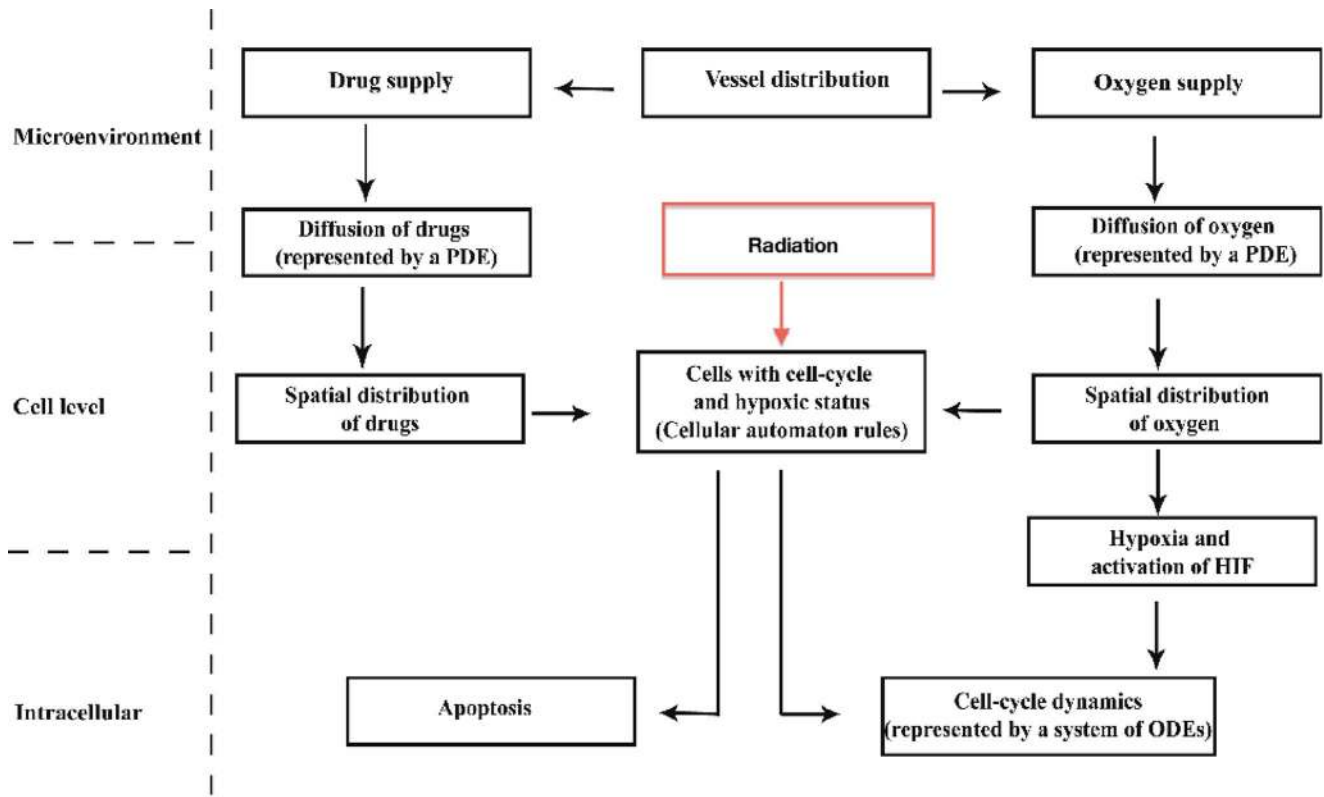 Drug supply
Vessel distribution
Oxygen supply
Microenvironment
Diffusion of drugs
(represented by a PDE)
Radiation
Diffusion of oxygen
(represented by a PDE)
Cell level
Spatial distribution
of drugs
Cells with cell-cycle
and hypoxic status
(Cellular automaton rules)
Spatial distribution
of oxygen
Hypoxia and
activation of HIF
Intracellular
Apoptosis
Cell-cycle dynamics
(represented by a system of ODEs)